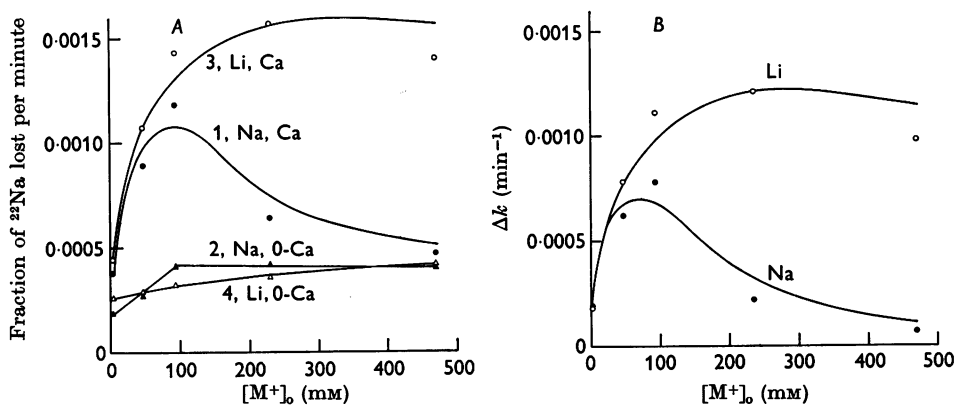 A
B
Fraction of ²²Na lost per minute
0·0015
0·0010
0·0005
0
3, Li, Ca
1, Na, Ca
2, Na, 0-Ca
4, Li, 0-Ca
0 100 200 300 400 500
[M⁺]ₒ (mM)
Δk (min⁻¹)
0·0015
0·0010
0·0005
0
Li
Na
0 100 200 300 400 500
[M⁺]ₒ (mM)